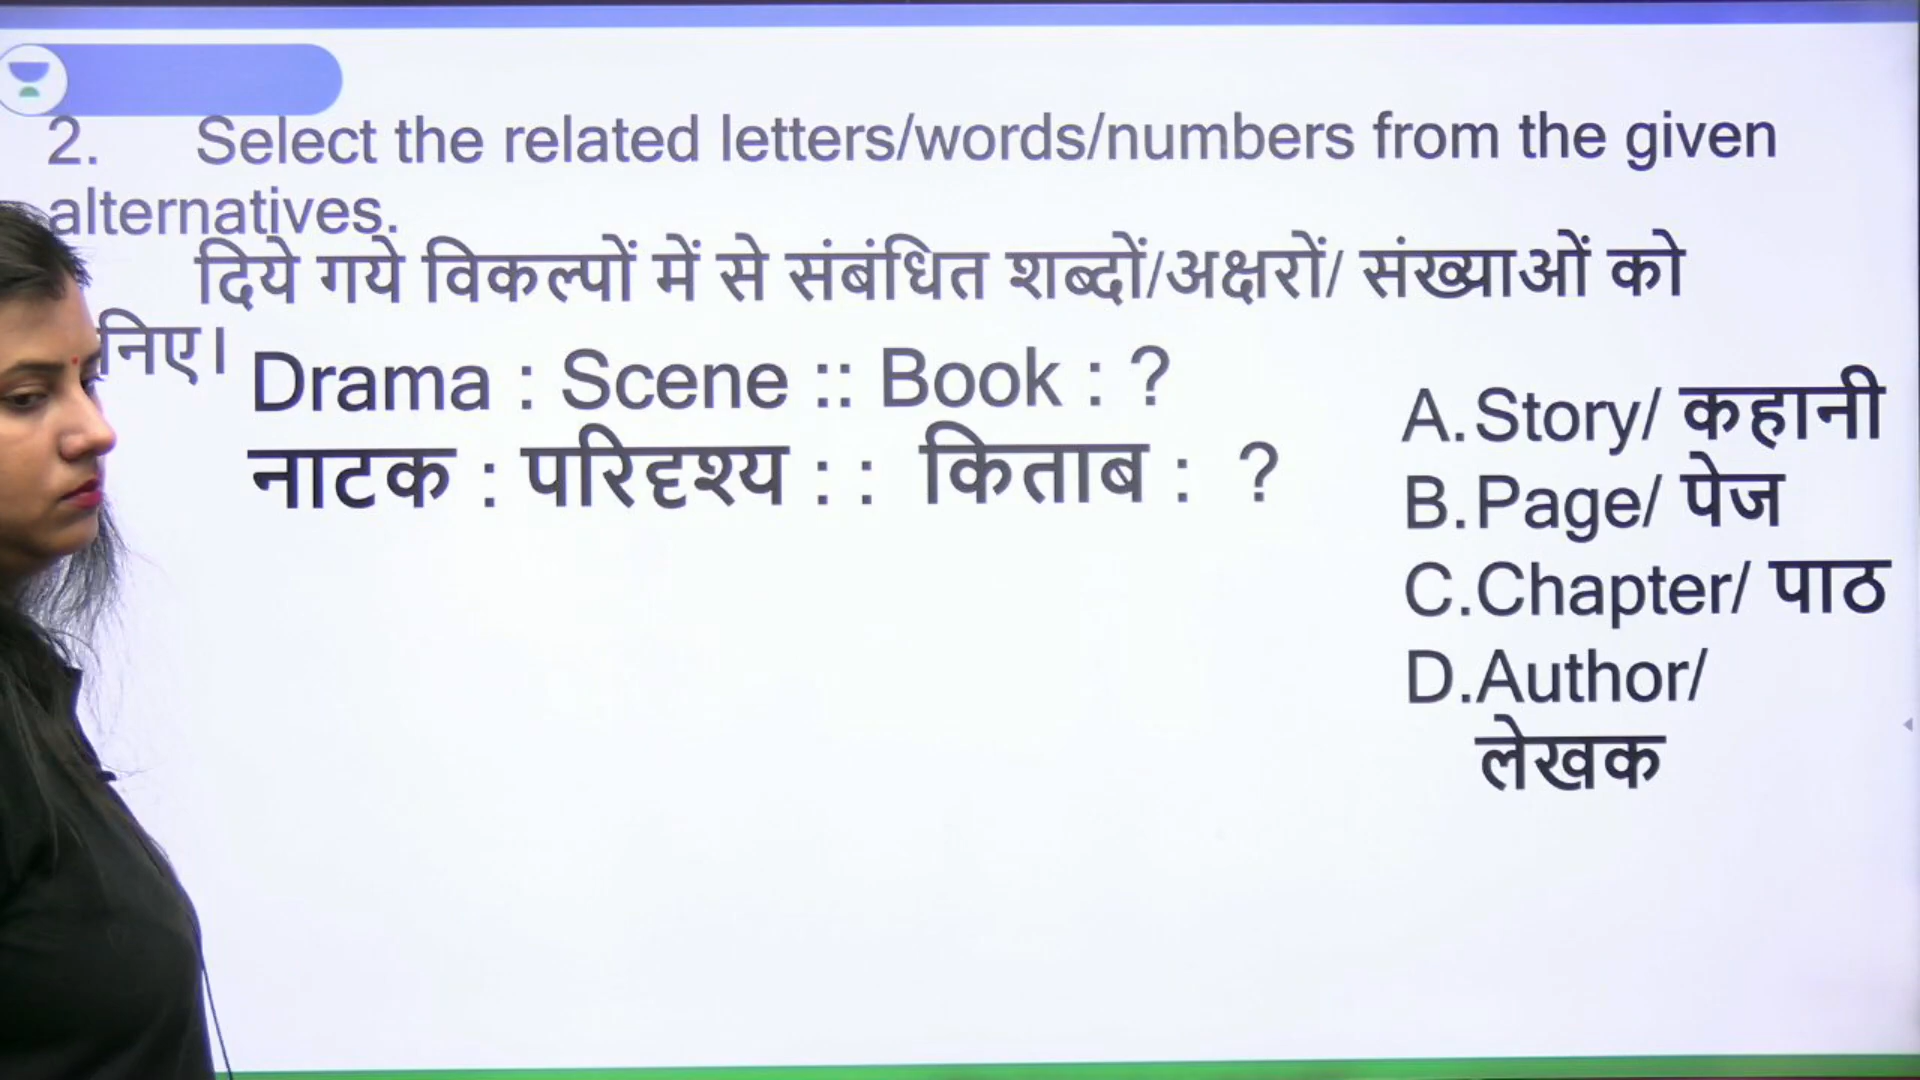 2. Select the related letters/words/numbers from the given
alternatives.
दिये गये विकल्पों में से संबंधित शब्दों/अक्षरों/ संख्याओं को
निए।
Drama : Scene :: Book : ?
नाटक : परिदृश्य : : किताब : ?
A.Story/ कहानी
B.Page/ पेज
C.Chapter/ पाठ
D.Author/
लेखक